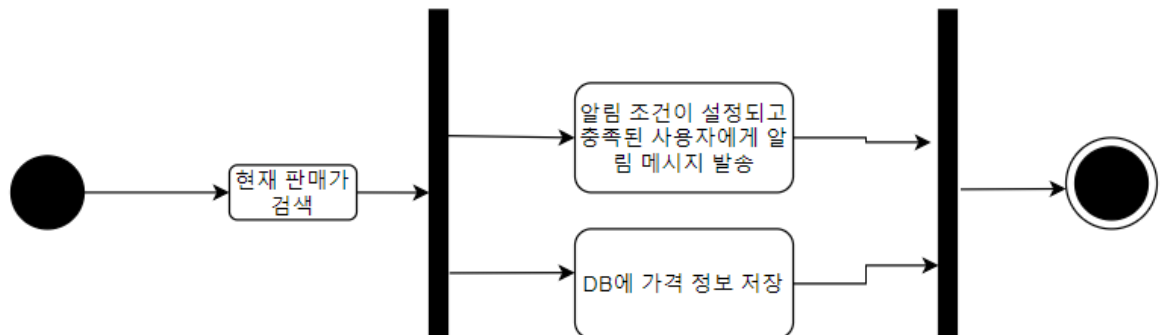 현재 판매가
검색
알림 조건이 설정되고
충족된 사용자에게 알
림 메시지 발송
DB에 가격 정보 저장